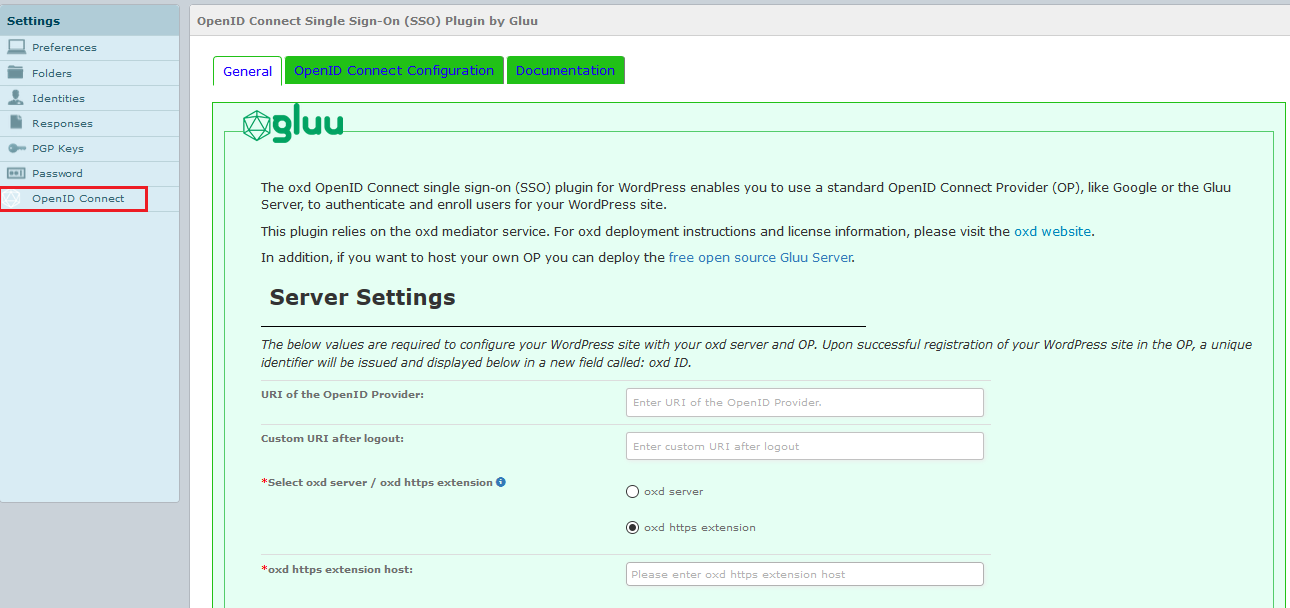 Settings
Preferences
Folders
Identities
Responses
PGP Keys
Password
OpenID Connect
OpenID Connect Single Sign-On (SSO) Plugin by Gluu
General
OpenID Connect Configuration
Documentation
gluu
The oxd OpenID Connect single sign-on (SSO) plugin for WordPress enables you to use a standard OpenID Connect Provider (OP), like Google or the Gluu
Server, to authenticate and enroll users for your WordPress site.
This plugin relies on the oxd mediator service. For oxd deployment instructions and license information, please visit the oxd website.
In addition, if you want to host your own OP you can deploy the free open source Gluu Server.
Server Settings
The below values are required to configure your WordPress site with your oxd server and OP. Upon successful registration of your WordPress site in the OP, a unique
identifier will be issued and displayed below in a new field called: oxd ID.
URI of the OpenID Provider:
Enter URI of the OpenID Provider.
Custom URI after logout:
Enter custom URI after logout
*Select oxd server / oxd https extension
oxd server
oxd https extension
*oxd https extension host:
Please enter oxd https extension host